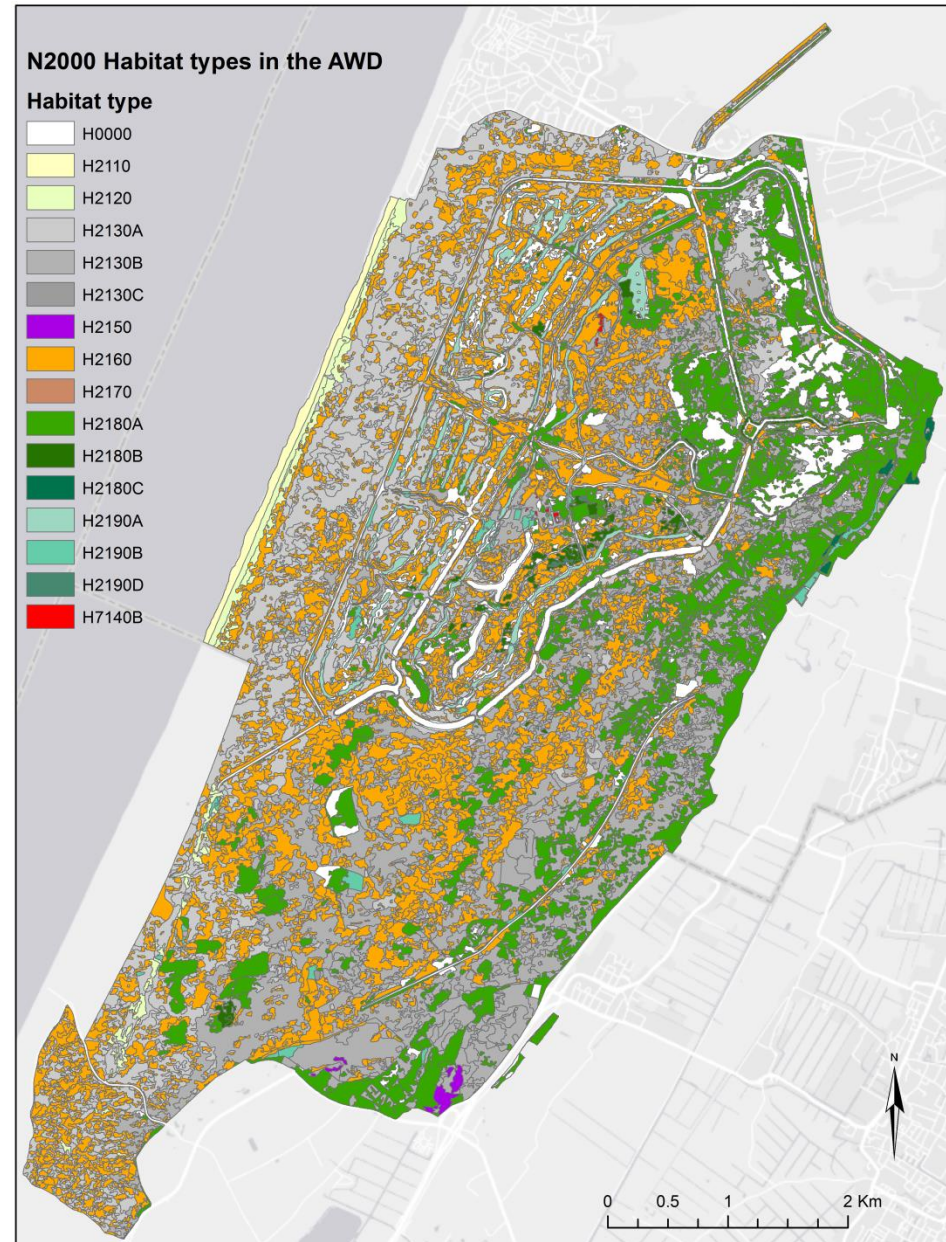 N2000 Habitat types in the AWD
Habitat type
H0000
H2110
H2120
H2130A
H2130B
H2130C
H2150
H2160
H2170
H2180A
H2180B
H2180C
H2190A
H2190B
H2190D
H7140B
N
0 0.5 1 2 Km